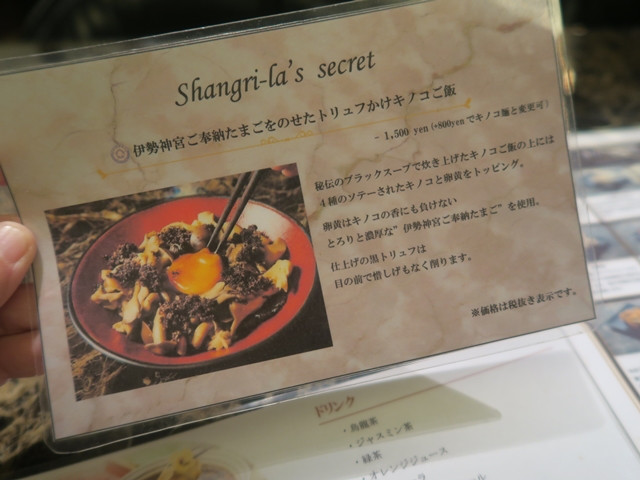 Shangri-la's secret
伊勢神宮ご奉納たまごをのせたトリュフかけキノコご飯
- 1,500 yen (+800yenでキノコ麺と変更可)
秘伝のブラックスープで炊き上げたキノコご飯の上には
4種のソテーされたキノコと卵黄をトッピング。
卵黄はキノコの香にも負けない
とろりと濃厚な"伊勢神宮ご奉納たまご"を使用。
仕上げの黒トリュフは
目の前で惜しげもなく削ります。
※価格は税抜き表示です。
ドリンク
・烏龍茶
・ジャスミン茶
・緑茶
・オレンジジュース